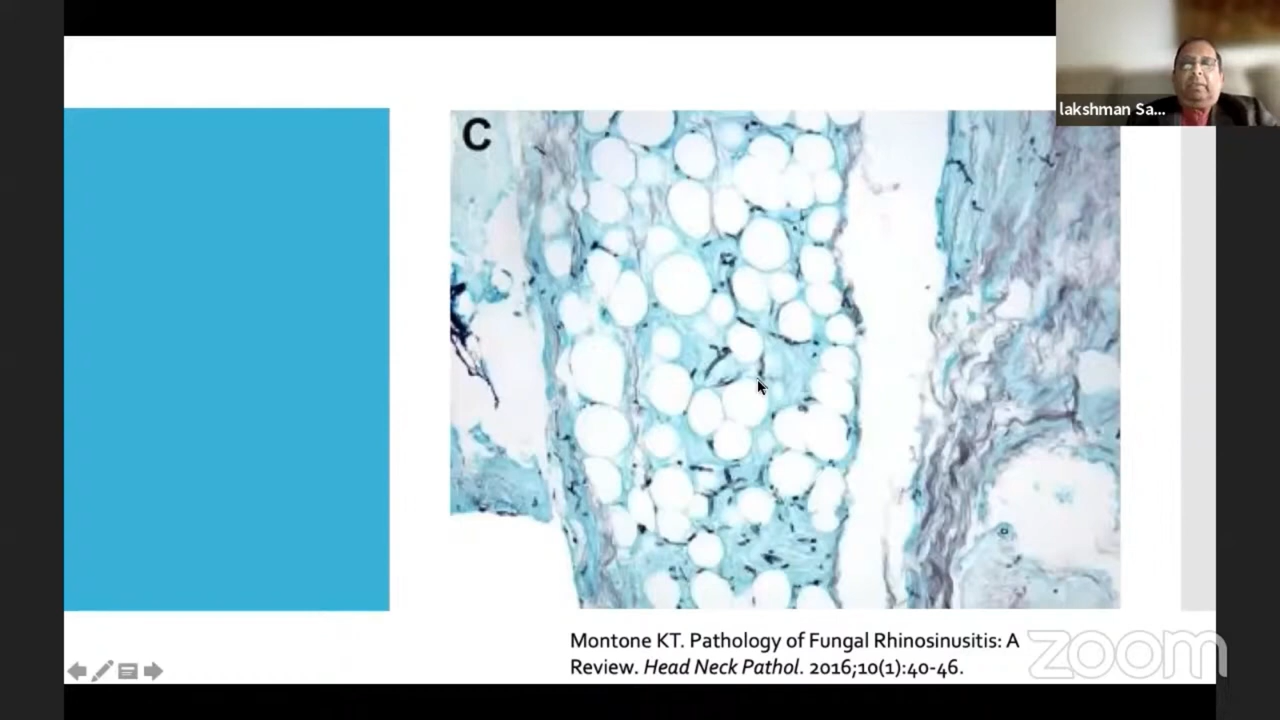 lakshman Sa...
C
Montone KT. Pathology of Fungal Rhinosinusitis: A
Review. Head Neck Pathol. 2016;10(1):40-46.
zoom